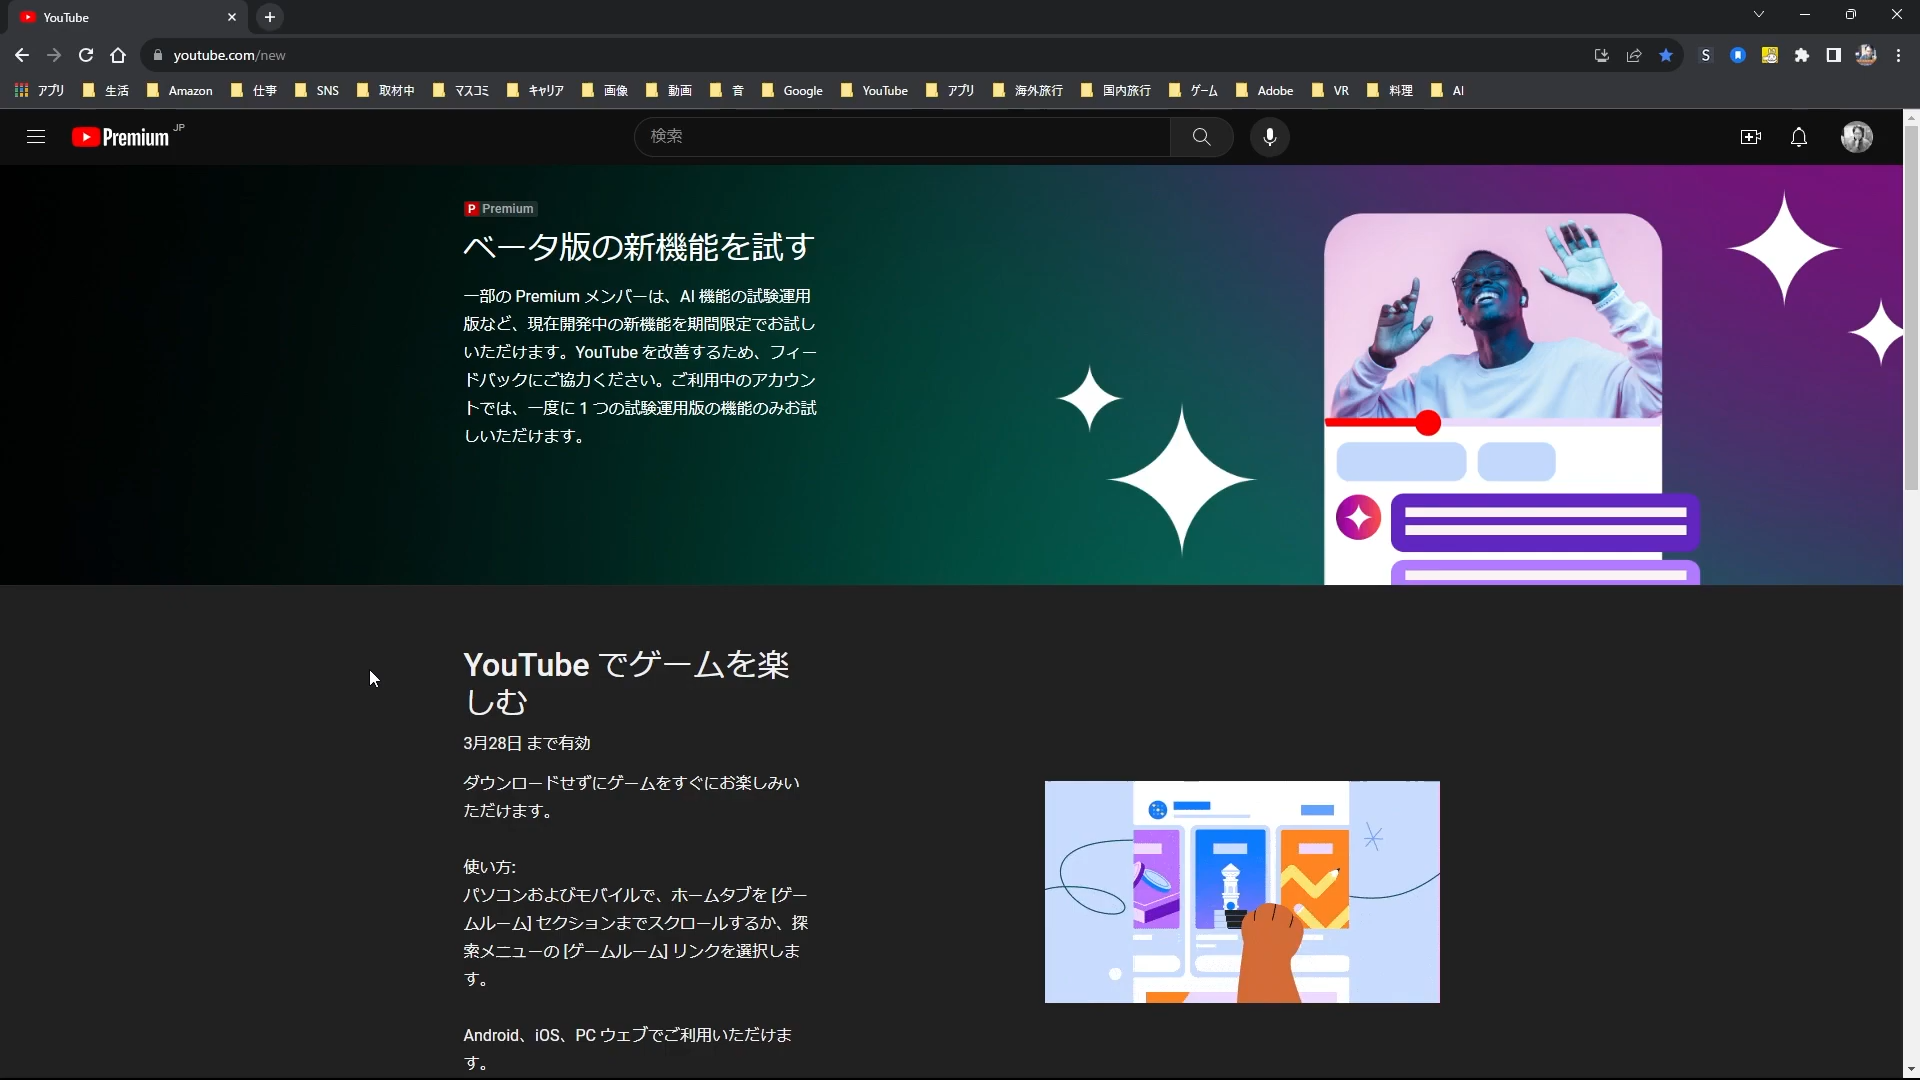 YouTube
youtube.com/new
アプリ 生活 Amazon 仕事 SNS 取材中 マスコミ キャリア 画像 動画 音 Google YouTube アプリ 海外旅行 国内旅行 ゲーム Adobe VR 料理 AI
Premium JP
検索
P Premium
ベータ版の新機能を試す
一部の Premium メンバーは、AI 機能の試験運用
版など、現在開発中の新機能を期間限定でお試し
いただけます。YouTube を改善するため、フィー
ドバックにご協力ください。ご利用中のアカウン
トでは、一度に 1 つの試験運用版の機能のみお試
しいただけます。
YouTube でゲームを楽
しむ
3月28日 まで有効
ダウンロードせずにゲームをすぐにお楽しみい
ただけます。
使い方:
パソコンおよびモバイルで、ホームタブを [ゲー
ムルーム] セクションまでスクロールするか、探
索メニューの [ゲームルーム] リンクを選択しま
す。
Android、iOS、PC ウェブでご利用いただけま
す。